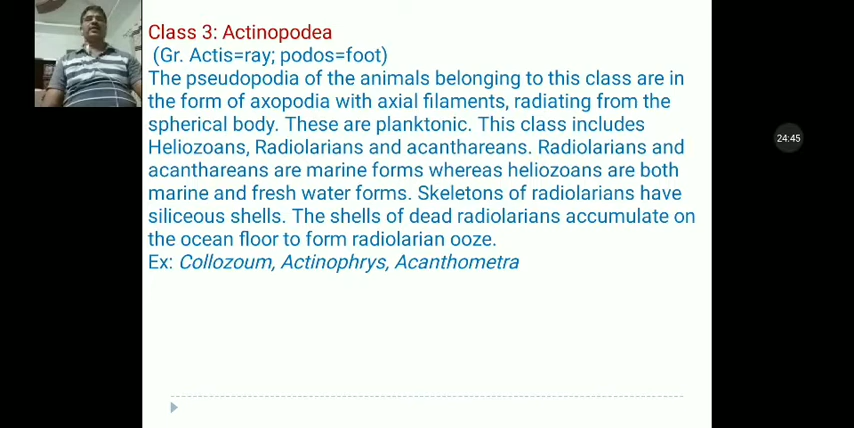 Class 3: Actinopodea
(Gr. Actis=ray; podos=foot)
The pseudopodia of the animals belonging to this class are in
the form of axopodia with axial filaments, radiating from the
spherical body. These are planktonic. This class includes
Heliozoans, Radiolarians and acanthareans. Radiolarians and
acanthareans are marine forms whereas heliozoans are both
marine and fresh water forms. Skeletons of radiolarians have
siliceous shells. The shells of dead radiolarians accumulate on
the ocean floor to form radiolarian ooze.
Ex: Collozoum, Actinophrys, Acanthometra
24:45